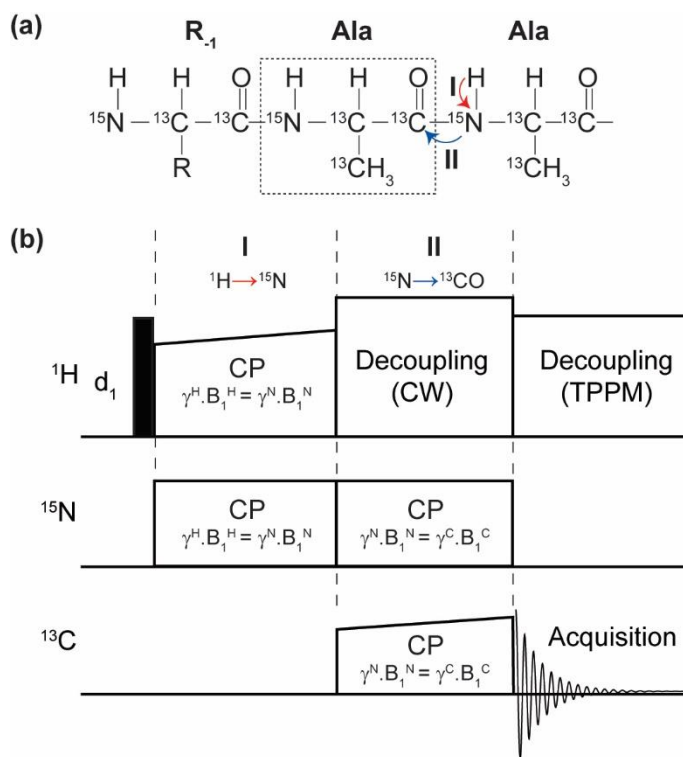 (a)
R₋₁ Ala Ala
H H O H H O H H O
¹⁵N ¹³C ¹³C ¹⁵N ¹³C ¹³C ¹⁵N ¹³C ¹³C
I
II
R ¹³CH₃ ¹³CH₃
(b)
I II
¹H→¹⁵N ¹⁵N→¹³CO
¹H d₁ CP Decoupling (CW) Decoupling (TPPM)
γᴴ.B₁ᴴ = γᴺ.B₁ᴺ
¹⁵N CP CP
γᴴ.B₁ᴴ = γᴺ.B₁ᴺ γᴺ.B₁ᴺ = γᶜ.B₁ᶜ
¹³C CP Acquisition
γᴺ.B₁ᴺ = γᶜ.B₁ᶜ